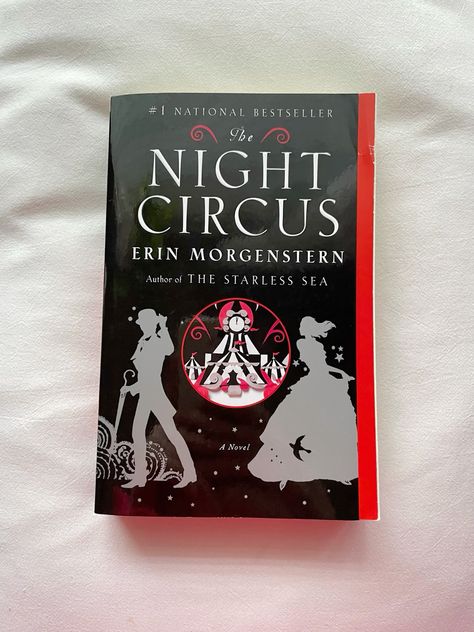 #1 NATIONAL BESTSELLER
The
NIGHT
CIRCUS
ERIN MORGENSTERN
Author of THE STARLESS SEA
A Novel